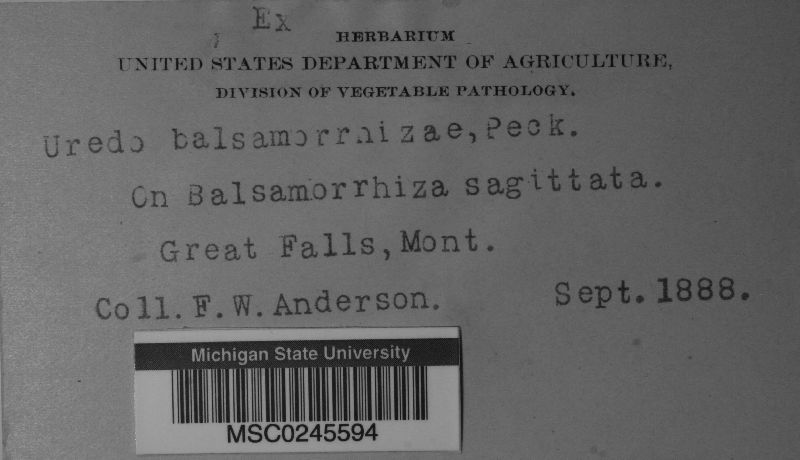 Ex
HERBARIUM
UNITED STATES DEPARTMENT OF AGRICULTURE,
DIVISION OF VEGETABLE PATHOLOGY.
Uredo balsamorrhizae, Peck.
On Balsamorrhiza sagittata.
Great Falls, Mont.
Coll. F. W. Anderson. Sept. 1888.
Michigan State University
MSC0245594